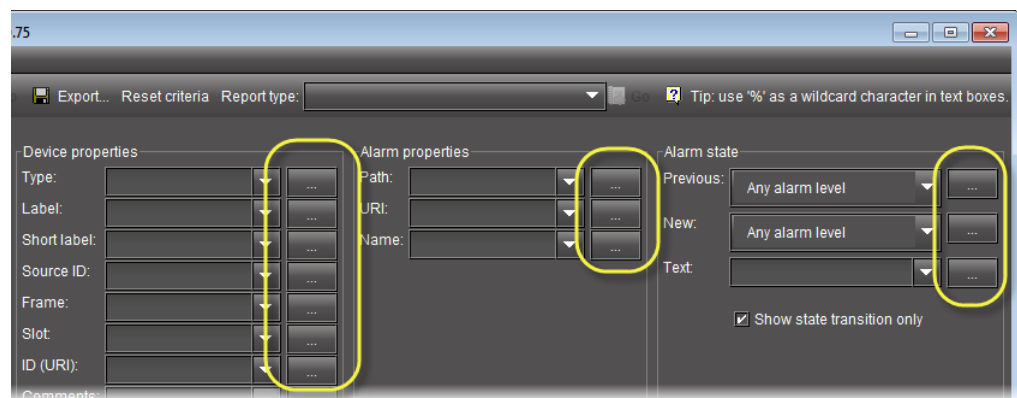 .75
Export... Reset criteria Report type: Go Tip: use '%' as a wildcard character in text boxes.
Device properties
Type: ...
Label: ...
Short label: ...
Source ID: ...
Frame: ...
Slot: ...
ID (URI): ...
Comments:
Alarm properties
Path: ...
URI: ...
Name: ...
Alarm state
Previous: Any alarm level ...
New: Any alarm level ...
Text: ...
Show state transition only